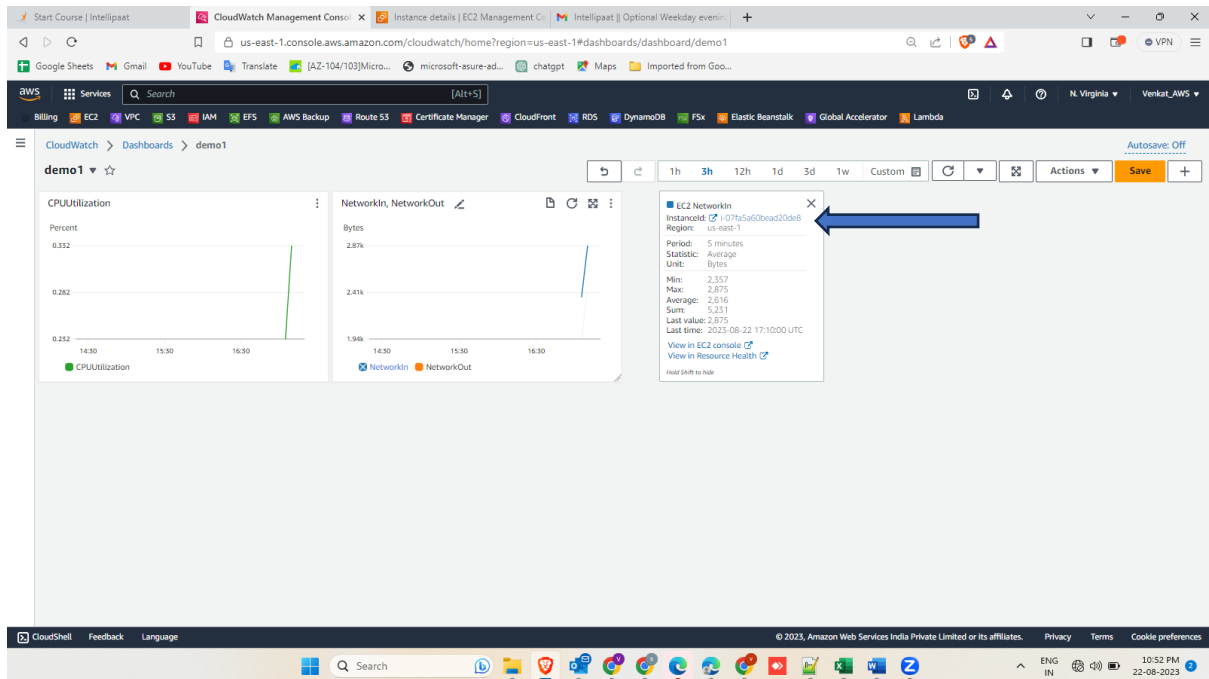 Start Course | Intellipaat
CloudWatch Management Consol
Instance details | EC2 Management Co
Intellipaat || Optional Weekday evenin
us-east-1.console.aws.amazon.com/cloudwatch/home?region=us-east-1#dashboards/dashboard/demo1
VPN
Google Sheets
Gmail
YouTube
Translate
[AZ-104/103]Micro...
microsoft-asure-ad...
chatgpt
Maps
Imported from Goo...
aws
Services
Search
[Alt+S]
N. Virginia
Venkat_AWS
Billing
EC2
VPC
S3
IAM
EFS
AWS Backup
Route 53
Certificate Manager
CloudFront
RDS
DynamoDB
FSx
Elastic Beanstalk
Global Accelerator
Lambda
CloudWatch > Dashboards > demo1
Autosave: Off
demo1
1h 3h 12h 1d 3d 1w Custom
Actions
Save
CPUUtilization
Percent
0.332
0.282
0.232
14:30 15:30 16:30
CPUUtilization
NetworkIn, NetworkOut
Bytes
2.87k
2.41k
1.94k
14:30 15:30 16:30
NetworkIn NetworkOut
EC2 NetworkIn
InstanceId: i-07fa5a60bead20de8
Region: us-east-1
Period: 5 minutes
Statistic: Average
Unit: Bytes
Min: 2,357
Max: 2,875
Average: 2,616
Sum: 5,231
Last value: 2,875
Last time: 2023-08-22 17:10:00 UTC
View in EC2 console
View in Resource Health
Hold Shift to hide
CloudShell Feedback Language
© 2023, Amazon Web Services India Private Limited or its affiliates. Privacy Terms Cookie preferences
Search
ENG
IN
10:52 PM
22-08-2023
2